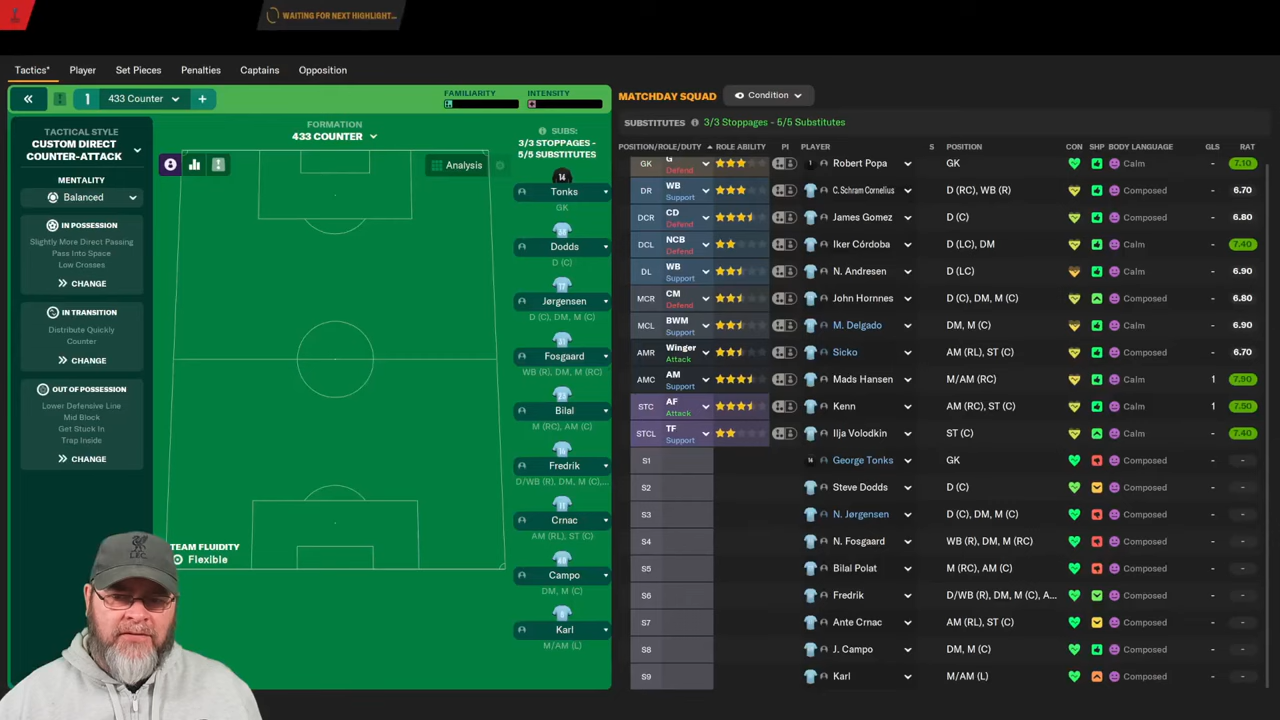 WAITING FOR NEXT HIGHLIGHT...
Tactics* Player Set Pieces Penalties Captains Opposition
1 433 Counter +
FAMILIARITY INTENSITY
TACTICAL STYLE
CUSTOM DIRECT
COUNTER-ATTACK
MENTALITY
Balanced
IN POSSESSION
Slightly More Direct Passing
Pass Into Space
Low Crosses
CHANGE
IN TRANSITION
Distribute Quickly
Counter
CHANGE
OUT OF POSSESSION
Lower Defensive Line
Mid Block
Get Stuck In
Trap Inside
CHANGE
FORMATION
433 COUNTER
Analysis
TEAM FLUIDITY
Flexible
SUBS:
3/3 STOPPAGES -
5/5 SUBSTITUTES
14
Tonks
GK
Dodds
D (C)
Jørgensen
D (C), DM, M (C)
Fosgaard
WB (R), DM, M (RC)
Bilal
M (RC), AM (C)
Fredrik
D/WB (R), DM, M (C),...
Crnac
AM (RL), ST (C)
Campo
DM, M (C)
Karl
M/AM (L)
MATCHDAY SQUAD Condition
SUBSTITUTES 3/3 Stoppages - 5/5 Substitutes
POSITION/ROLE/DUTY ROLE ABILITY PI PLAYER S POSITION CON SHP BODY LANGUAGE GLS RAT
GK G Defend Robert Popa GK Calm - 7.10
DR WB Support C. Schram Cornelius D (RC), WB (R) Composed - 6.70
DCR CD Defend James Gomez D (C) Composed - 6.80
DCL NCB Defend Iker Córdoba D (LC), DM Calm - 7.40
DL WB Support N. Andresen D (LC) Calm - 6.90
MCR CM Defend John Hornnes D (C), DM, M (C) Composed - 6.80
MCL BWM Support M. Delgado DM, M (C) Calm - 6.90
AMR Winger Attack Sicko AM (RL), ST (C) Composed - 6.70
AMC AM Support Mads Hansen M/AM (RC) Calm 1 7.90
STC AF Attack Kenn AM (RC), ST (C) Calm 1 7.50
STCL TF Support Ilja Volodkin ST (C) Calm - 7.40
S1 14 George Tonks GK Composed - -
S2 Steve Dodds D (C) Composed - -
S3 N. Jørgensen D (C), DM, M (C) Composed - -
S4 N. Fosgaard WB (R), DM, M (RC) Composed - -
S5 Bilal Polat M (RC), AM (C) Composed - -
S6 Fredrik D/WB (R), DM, M (C), A... Composed - -
S7 Ante Crnac AM (RL), ST (C) Composed - -
S8 J. Campo DM, M (C) Composed - -
S9 Karl M/AM (L) Composed - -